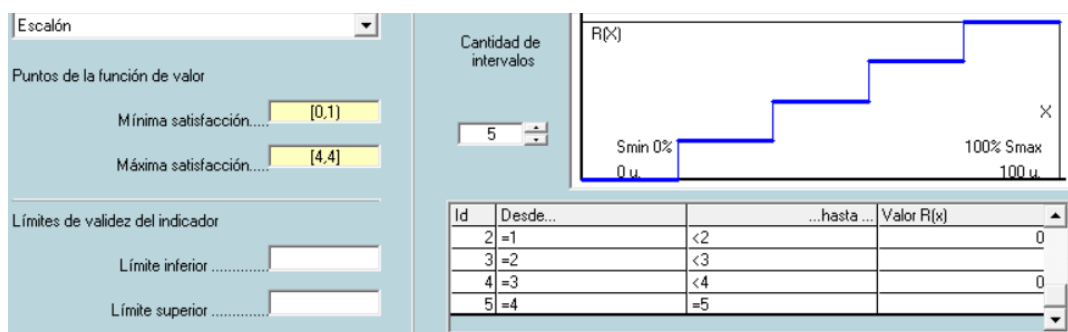 Escalón
Puntos de la función de valor
Mínima satisfacción..... [0,1)
Máxima satisfacción..... [4,4]
Límites de validez del indicador
Límite inferior .............
Límite superior .............
Cantidad de
intervalos
5
R(X)
X
Smin 0% 100% Smax
0 u. 100 u.
Id Desde... ...hasta ... Valor R(x)
2 =1 <2 0
3 =2 <3
4 =3 <4 0
5 =4 =5